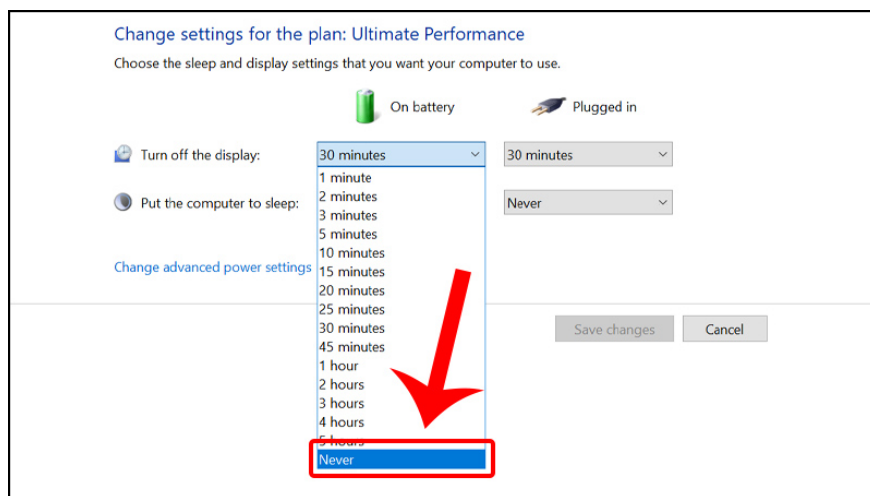 Change settings for the plan: Ultimate Performance
Choose the sleep and display settings that you want your computer to use.
On battery Plugged in
Turn off the display: 30 minutes 30 minutes
1 minute
2 minutes
Put the computer to sleep: Never
3 minutes
5 minutes
10 minutes
Change advanced power settings
15 minutes
20 minutes
25 minutes
30 minutes
Save changes Cancel
45 minutes
1 hour
2 hours
3 hours
4 hours
5 hours
Never